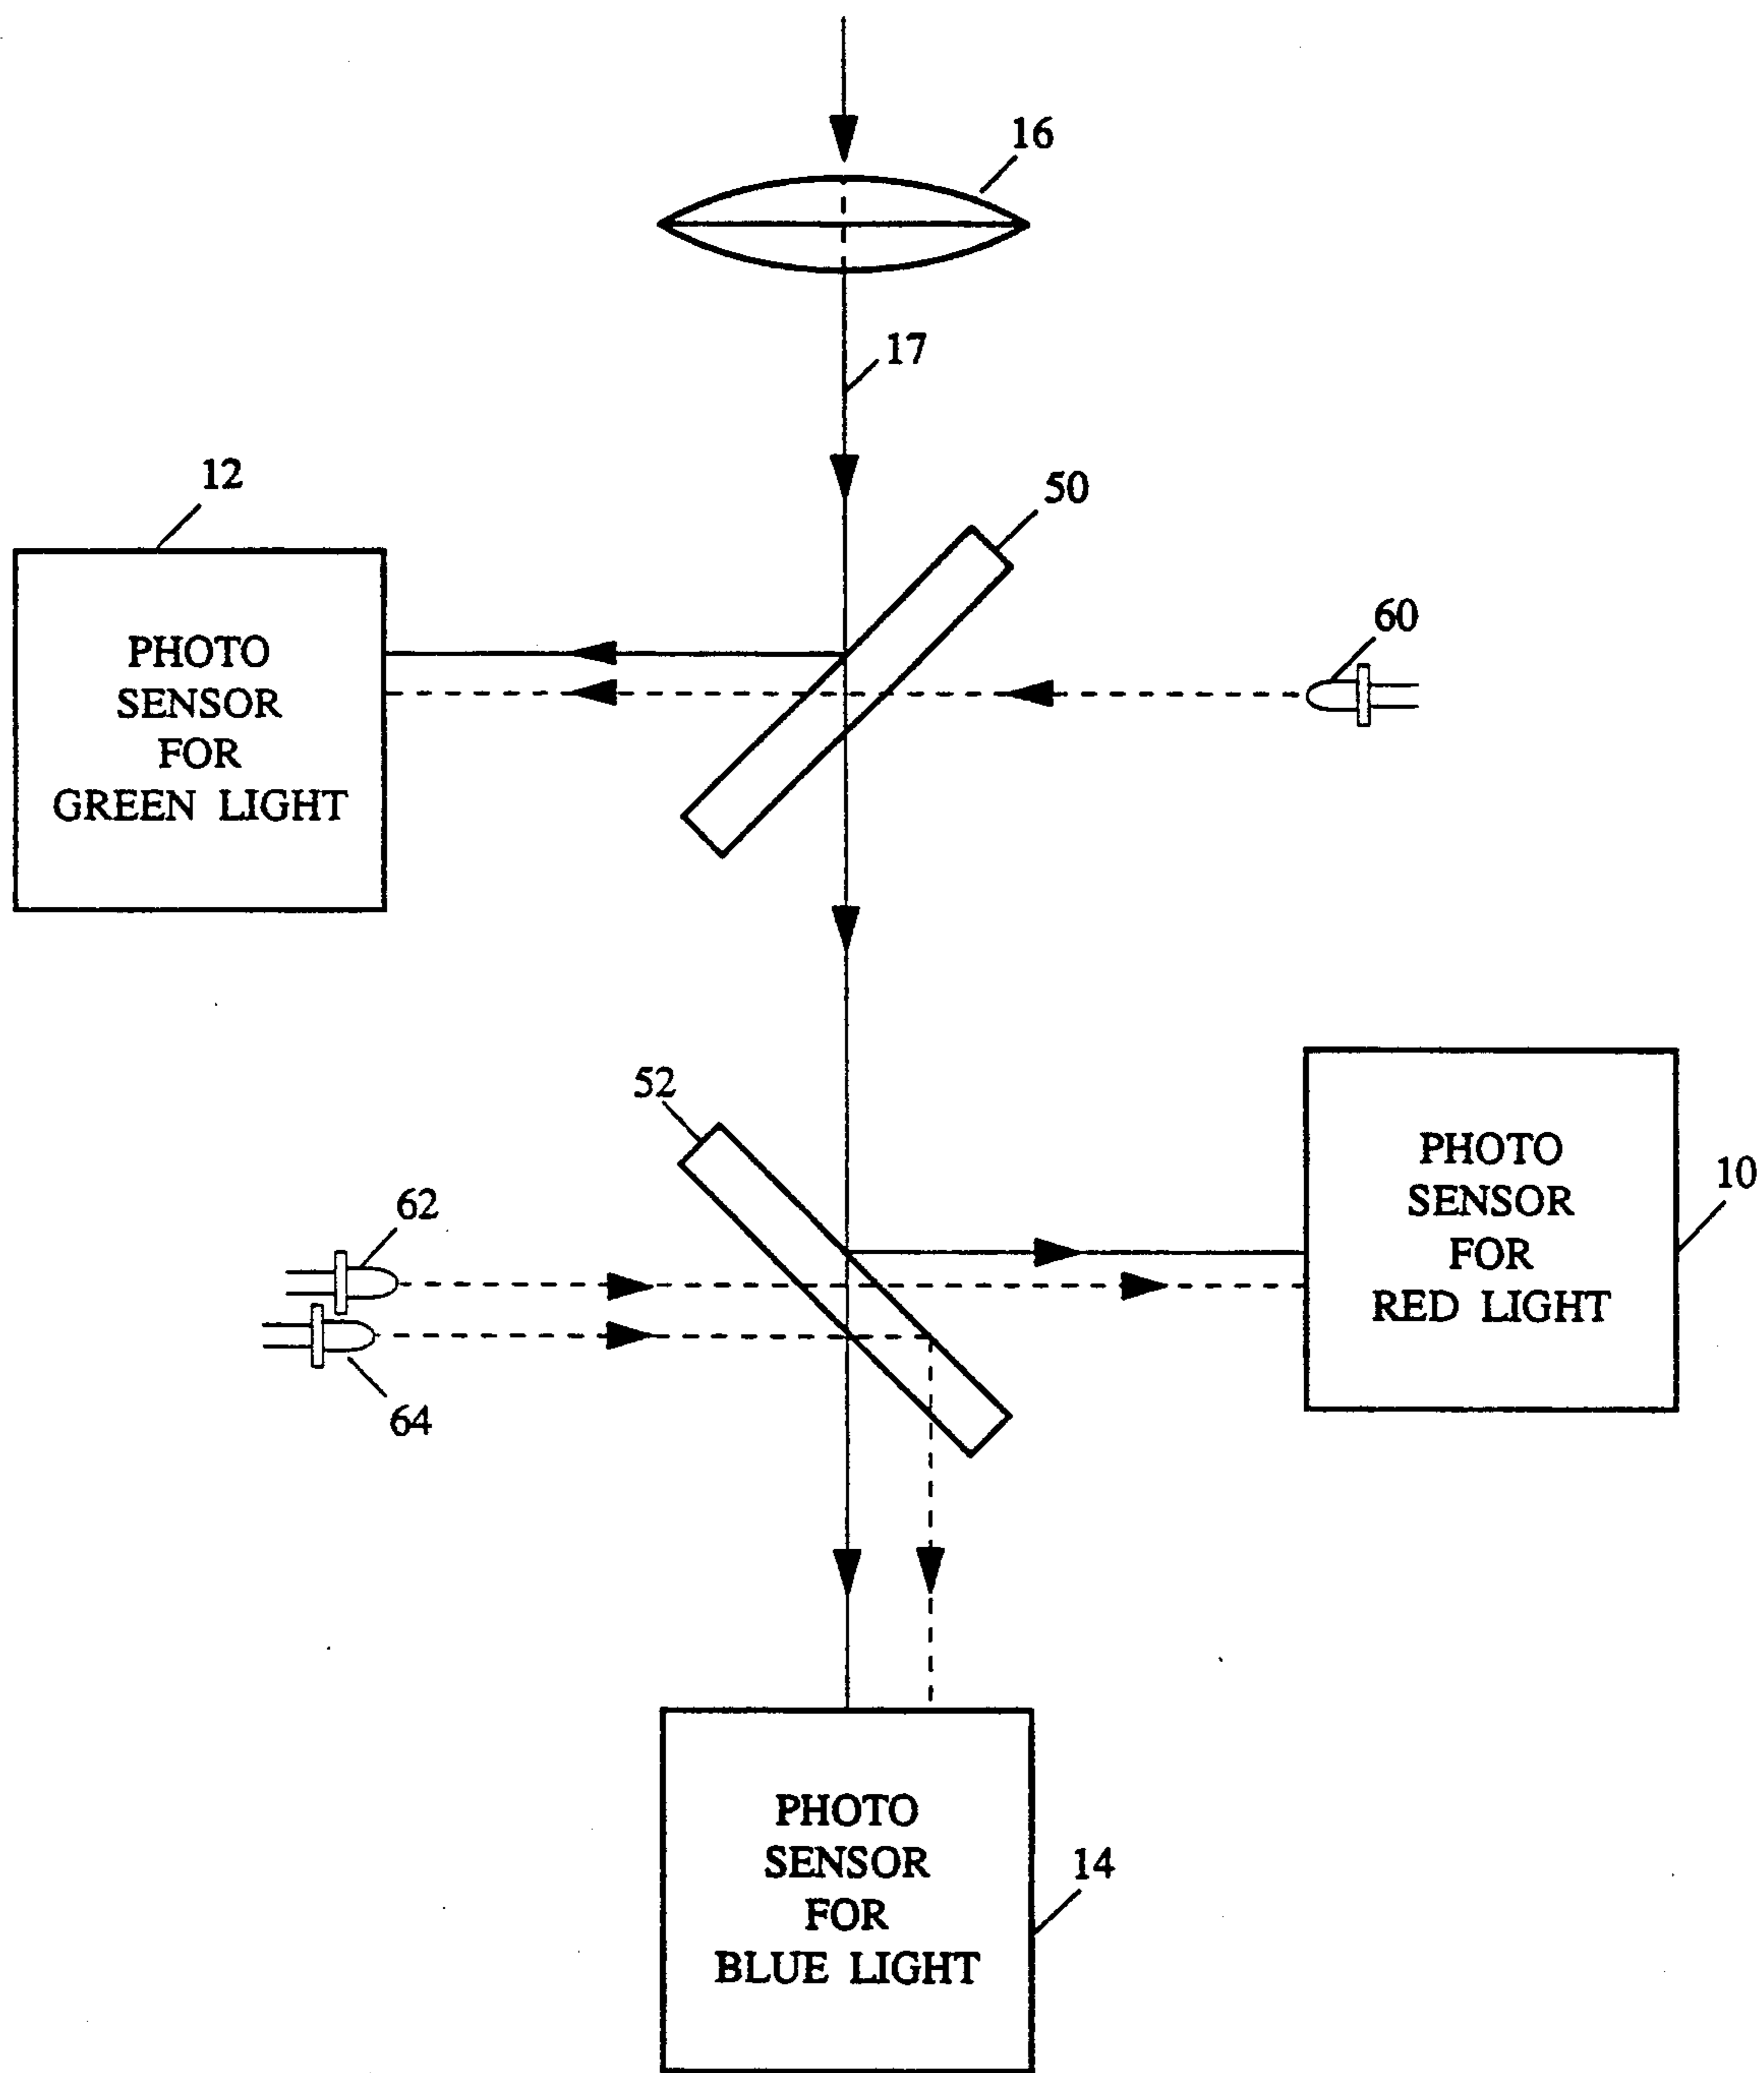 16
17
12
50
PHOTO
SENSOR
FOR
GREEN LIGHT
60
52
PHOTO
SENSOR
FOR
RED LIGHT
10
62
64
PHOTO
SENSOR
FOR
BLUE LIGHT
14